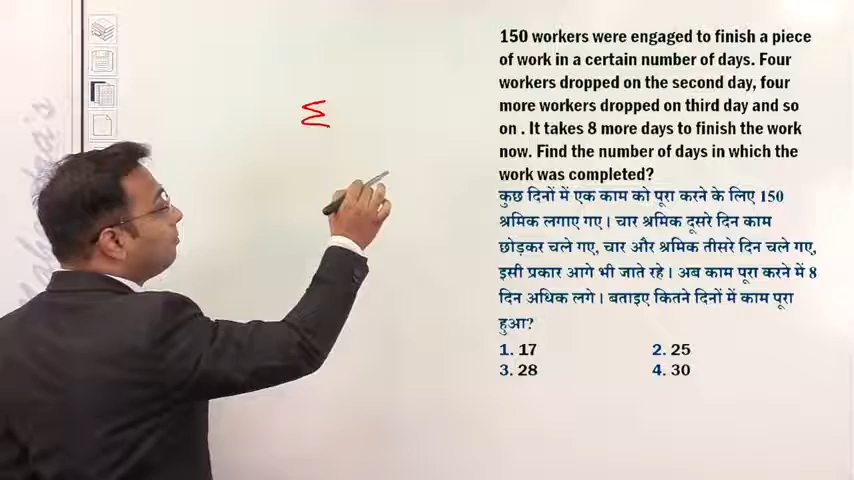 150 workers were engaged to finish a piece
of work in a certain number of days. Four
workers dropped on the second day, four
more workers dropped on third day and so
on . It takes 8 more days to finish the work
now. Find the number of days in which the
work was completed?
कुछ दिनों में एक काम को पूरा करने के लिए 150
श्रमिक लगाए गए। चार श्रमिक दूसरे दिन काम
छोड़कर चले गए, चार और श्रमिक तीसरे दिन चले गए,
इसी प्रकार आगे भी जाते रहे। अब काम पूरा करने में 8
दिन अधिक लगे। बताइए कितने दिनों में काम पूरा
हुआ?
1. 17 2. 25
3. 28 4. 30